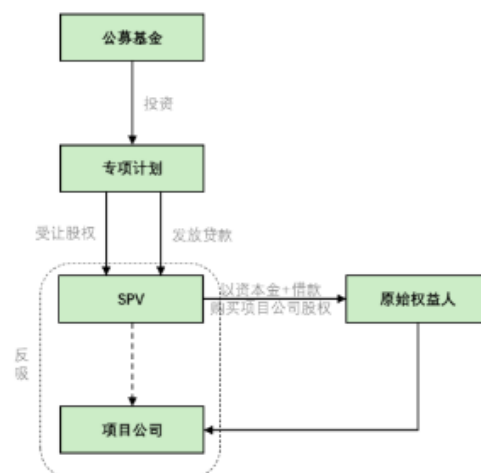 公募基金
投资
专项计划
受让股权
发放贷款
SPV
以资本金+借款
购买项目公司股权
原始权益人
反
吸
项目公司